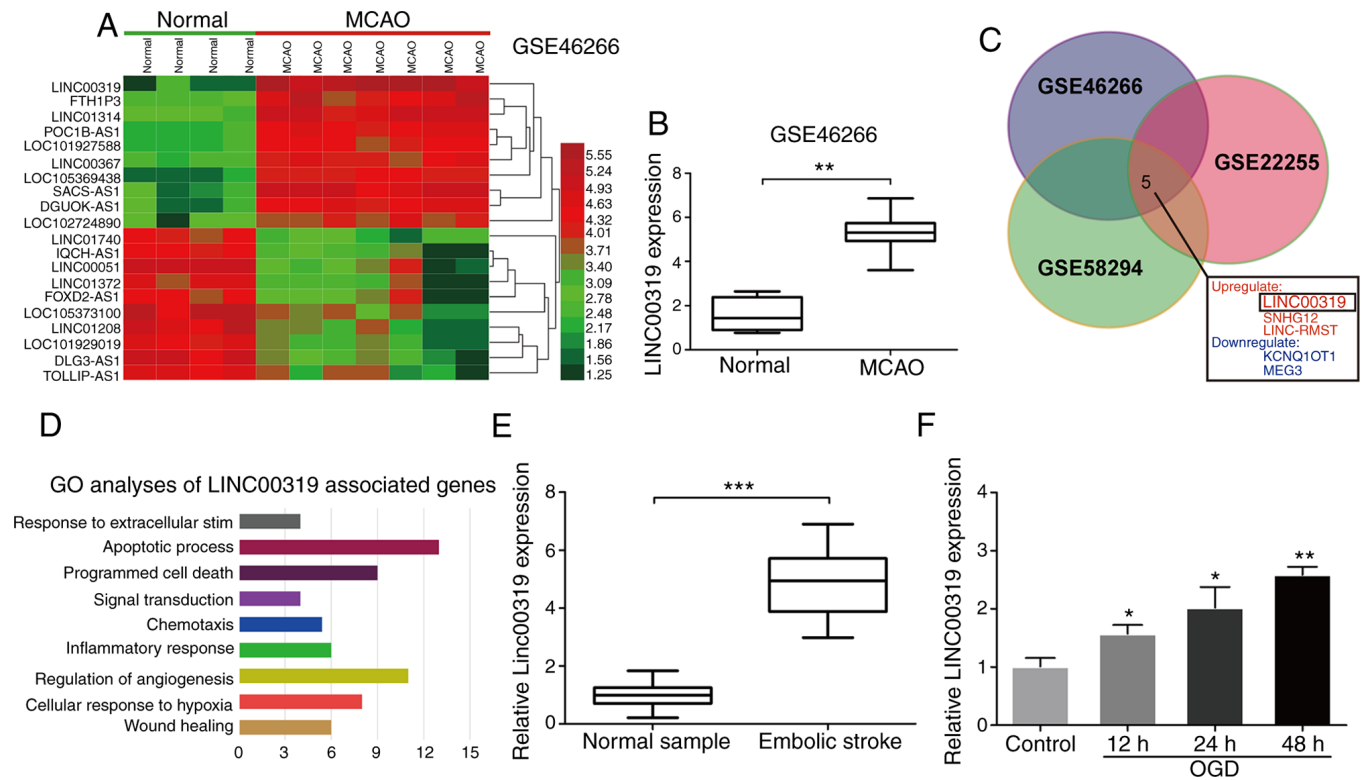 A
Normal
MCAO
GSE46266
Normal
Normal
Normal
Normal
MCAO
MCAO
MCAO
MCAO
MCAO
MCAO
MCAO
LINC00319
FTH1P3
LINC01314
POC1B-AS1
LOC101927588
LINC00367
LOC105369438
SACS-AS1
DGUOK-AS1
LOC102724890
LINC01740
IQCH-AS1
LINC00051
LINC01372
FOXD2-AS1
LOC105373100
LINC01208
LOC101929019
DLG3-AS1
TOLLIP-AS1
5.55
5.24
4.93
4.63
4.32
4.01
3.71
3.40
3.09
2.78
2.48
2.17
1.86
1.56
1.25
B
GSE46266
LINC00319 expression
8
6
4
2
0
**
Normal
MCAO
C
GSE46266
GSE22255
GSE58294
5
Upregulate:
LINC00319
SNHG12
LINC-RMST
Downregulate:
KCNQ1OT1
MEG3
D
GO analyses of LINC00319 associated genes
Response to extracellular stim
Apoptotic process
Programmed cell death
Signal transduction
Chemotaxis
Inflammatory response
Regulation of angiogenesis
Cellular response to hypoxia
Wound healing
0 3 6 9 12 15
E
Relative Linc00319 expression
8
6
4
2
0
***
Normal sample
Embolic stroke
F
Relative LINC00319 expression
4
3
2
1
0
*
*
**
Control
12 h
24 h
48 h
OGD